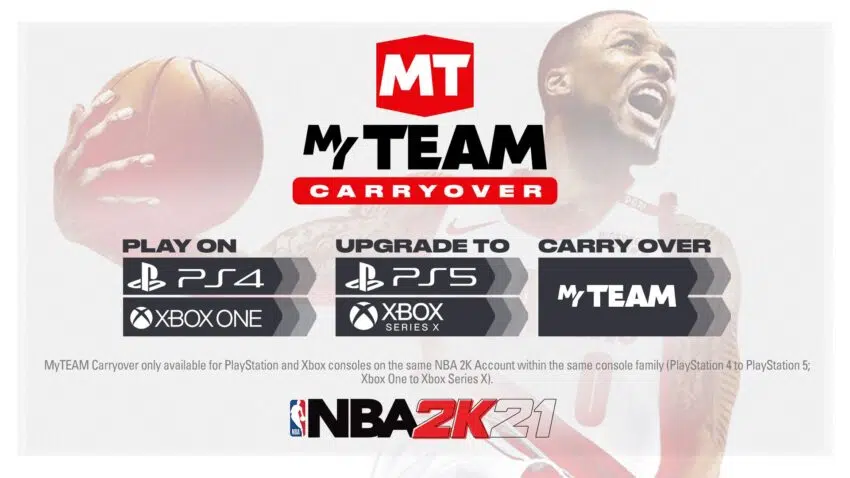 MT
MyTEAM
CARRYOVER
PLAY ON
UPGRADE TO
CARRY OVER
PS4
PS5
MyTEAM
XBOX ONE
XBOX
SERIES X
MyTEAM Carryover only available for PlayStation and Xbox consoles on the same NBA 2K Account within the same console family (PlayStation 4 to PlayStation 5;
Xbox One to Xbox Series X).
NBA 2K21